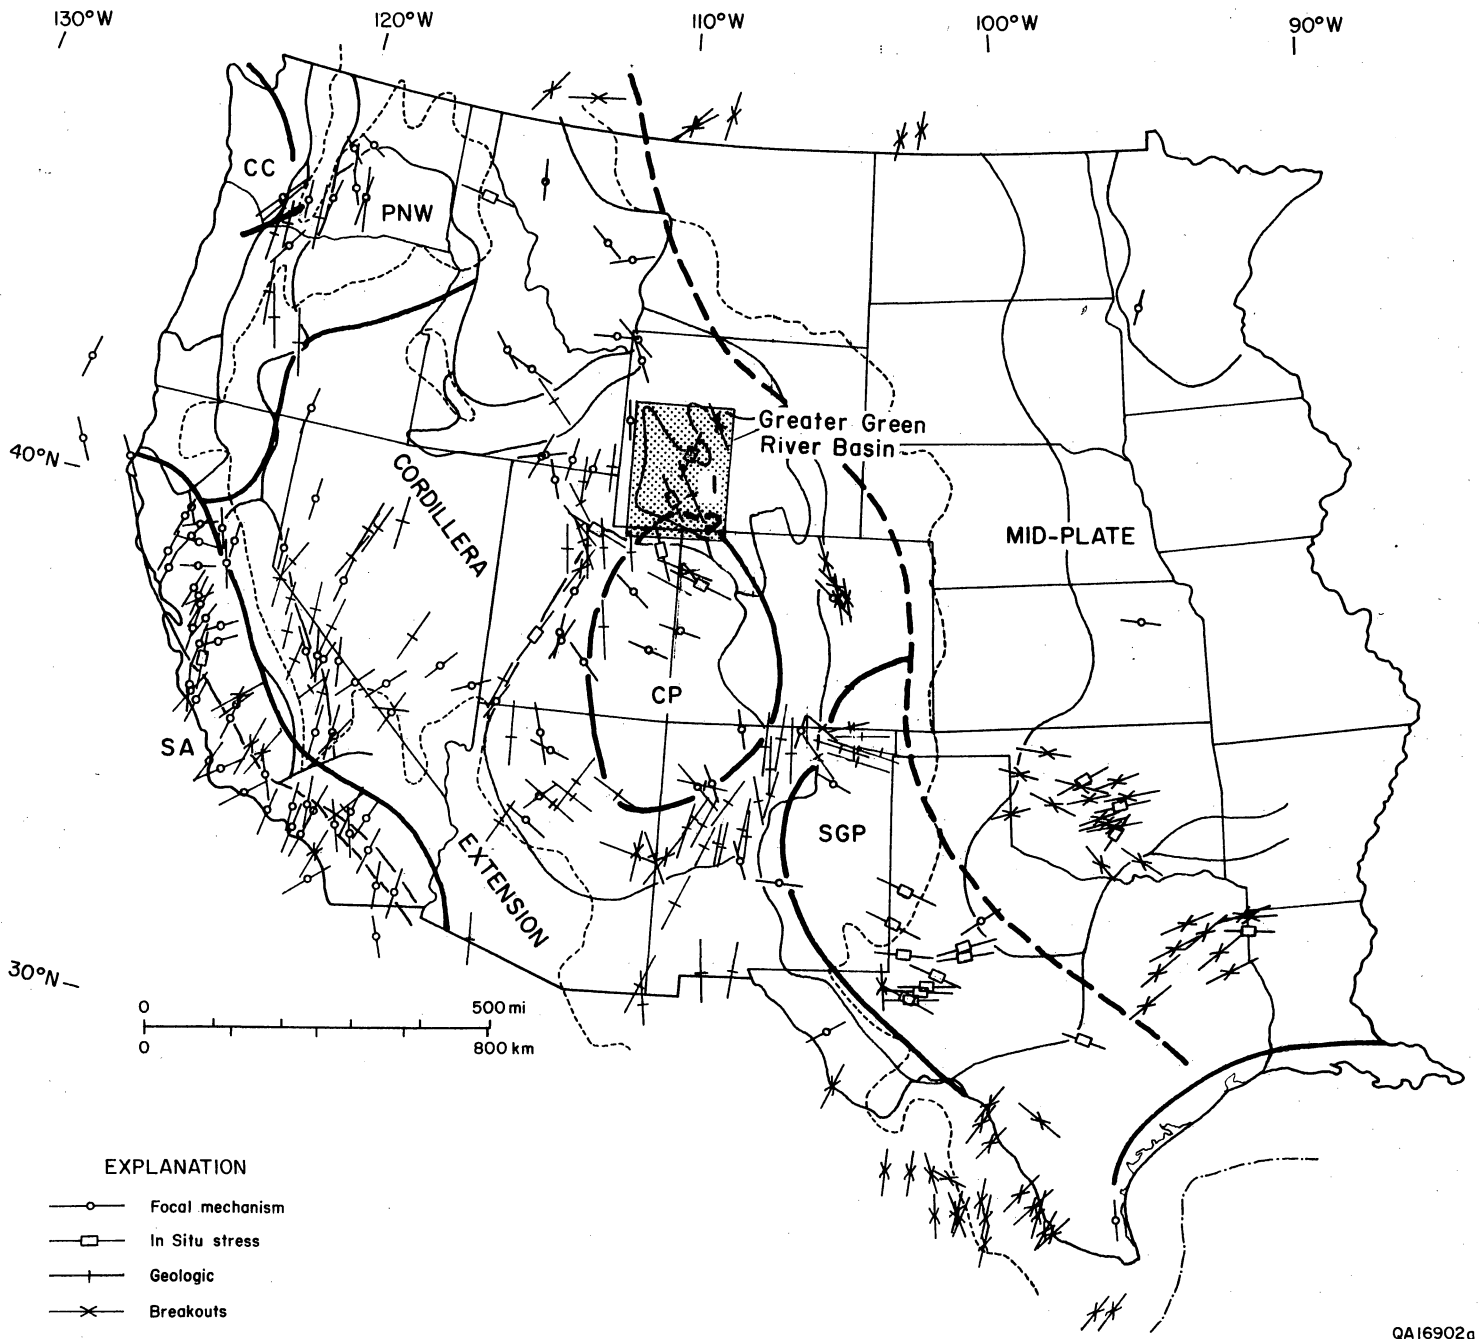 130°W
120°W
110°W
100°W
90°W
CC
PNW
Greater Green
River Basin
40°N
CORDILLERA
MID-PLATE
CP
SA
SGP
EXTENSION
30°N
0
500 mi
0
800 km
EXPLANATION
Focal mechanism
In Situ stress
Geologic
Breakouts
QA16902a